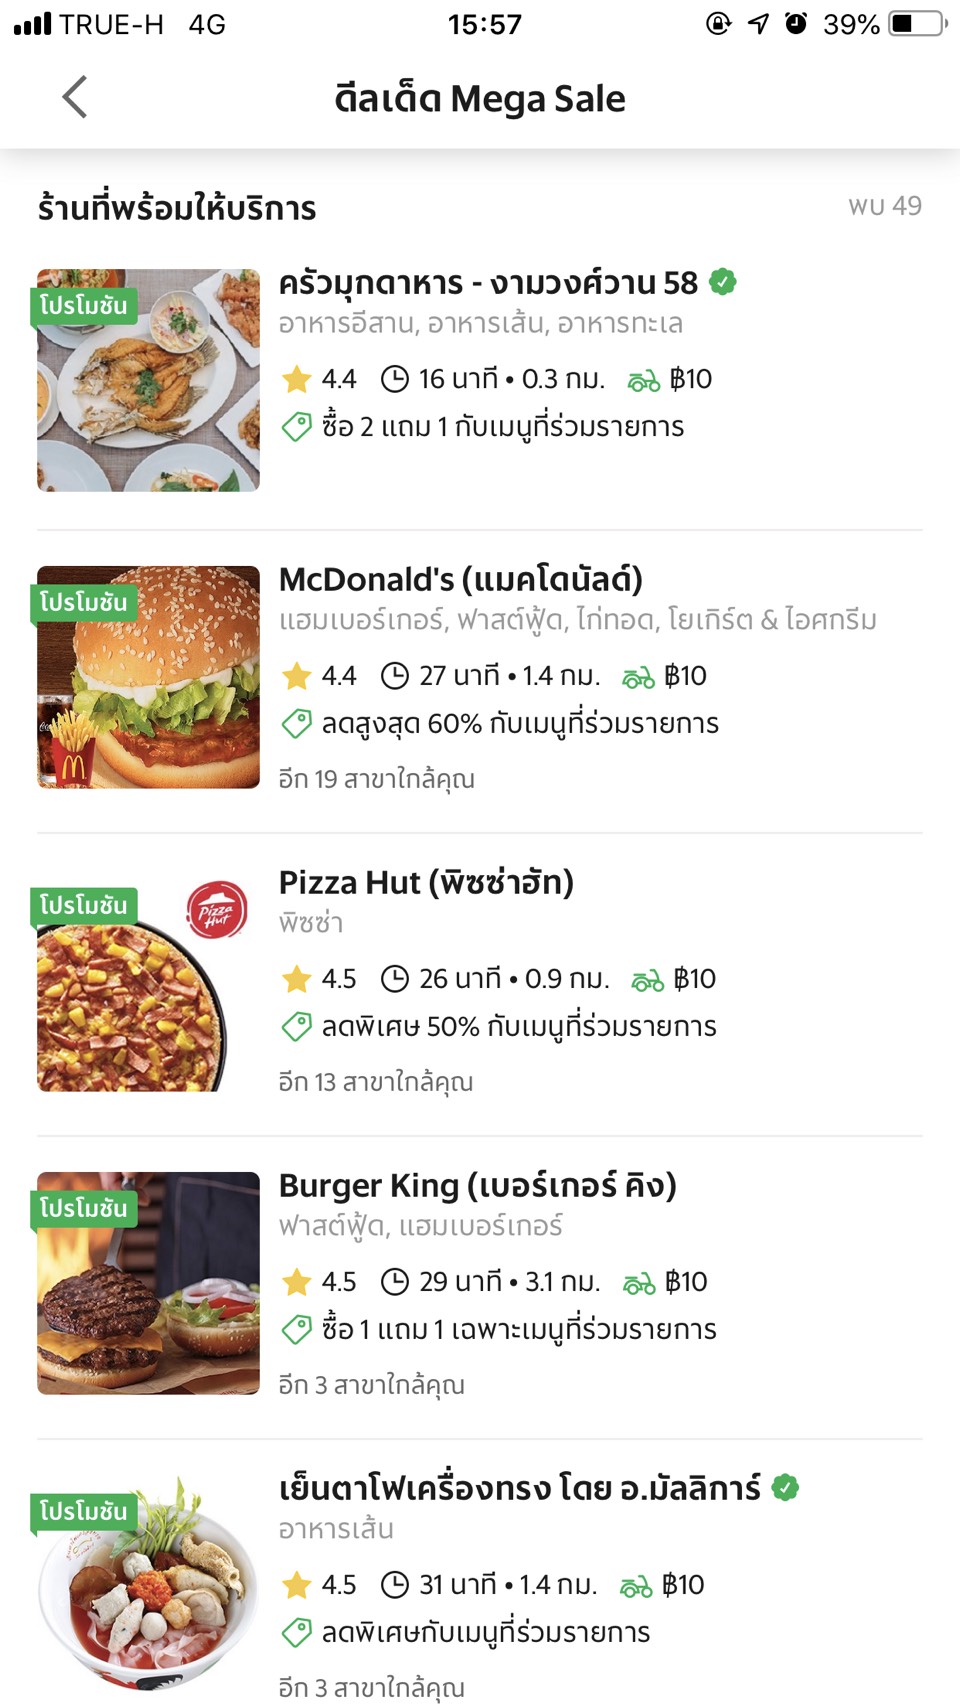 TRUE-H 4G 15:57 39%
ดีลเด็ด Mega Sale
ร้านที่พร้อมให้บริการ พบ 49
โปรโมชัน
ครัวมุกดาหาร - งามวงศ์วาน 58
อาหารอีสาน, อาหารเส้น, อาหารทะเล
4.4 16 นาที • 0.3 กม. ฿10
ซื้อ 2 แถม 1 กับเมนูที่ร่วมรายการ
โปรโมชัน
McDonald's (แมคโดนัลด์)
แฮมเบอร์เกอร์, ฟาสต์ฟู้ด, ไก่ทอด, โยเกิร์ต & ไอศกรีม
4.4 27 นาที • 1.4 กม. ฿10
ลดสูงสุด 60% กับเมนูที่ร่วมรายการ
อีก 19 สาขาใกล้คุณ
โปรโมชัน
Pizza Hut
Pizza Hut (พิซซ่าฮัท)
พิซซ่า
4.5 26 นาที • 0.9 กม. ฿10
ลดพิเศษ 50% กับเมนูที่ร่วมรายการ
อีก 13 สาขาใกล้คุณ
โปรโมชัน
Burger King (เบอร์เกอร์ คิง)
ฟาสต์ฟู้ด, แฮมเบอร์เกอร์
4.5 29 นาที • 3.1 กม. ฿10
ซื้อ 1 แถม 1 เฉพาะเมนูที่ร่วมรายการ
อีก 3 สาขาใกล้คุณ
โปรโมชัน
เย็นตาโฟเครื่องทรง โดย อ.มัลลิการ์
อาหารเส้น
4.5 31 นาที • 1.4 กม. ฿10
ลดพิเศษกับเมนูที่ร่วมรายการ
อีก 3 สาขาใกล้คุณ